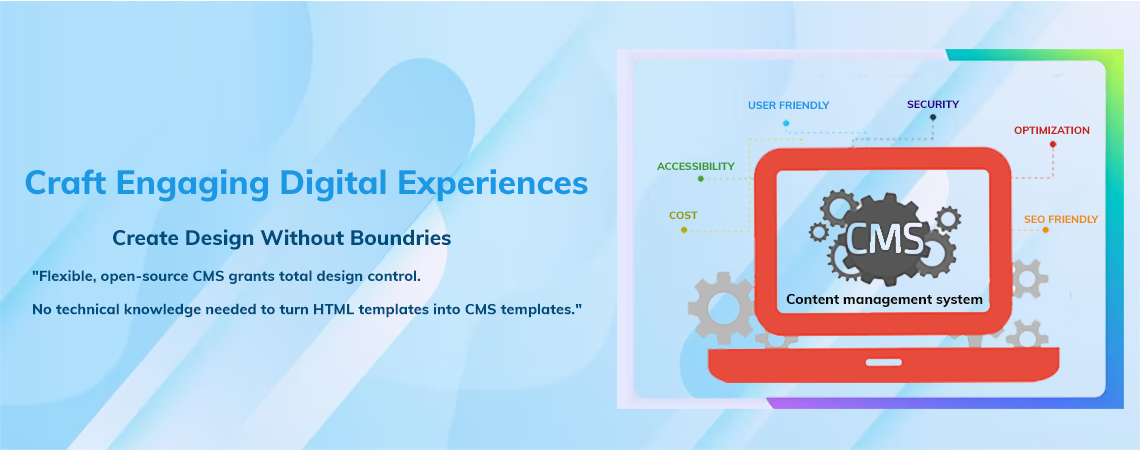 Craft Engaging Digital Experiences
Create Design Without Boundries
"Flexible, open-source CMS grants total design control.
No technical knowledge needed to turn HTML templates into CMS templates."
USER FRIENDLY
SECURITY
OPTIMIZATION
ACCESSIBILITY
COST
SEO FRIENDLY
CMS
Content management system